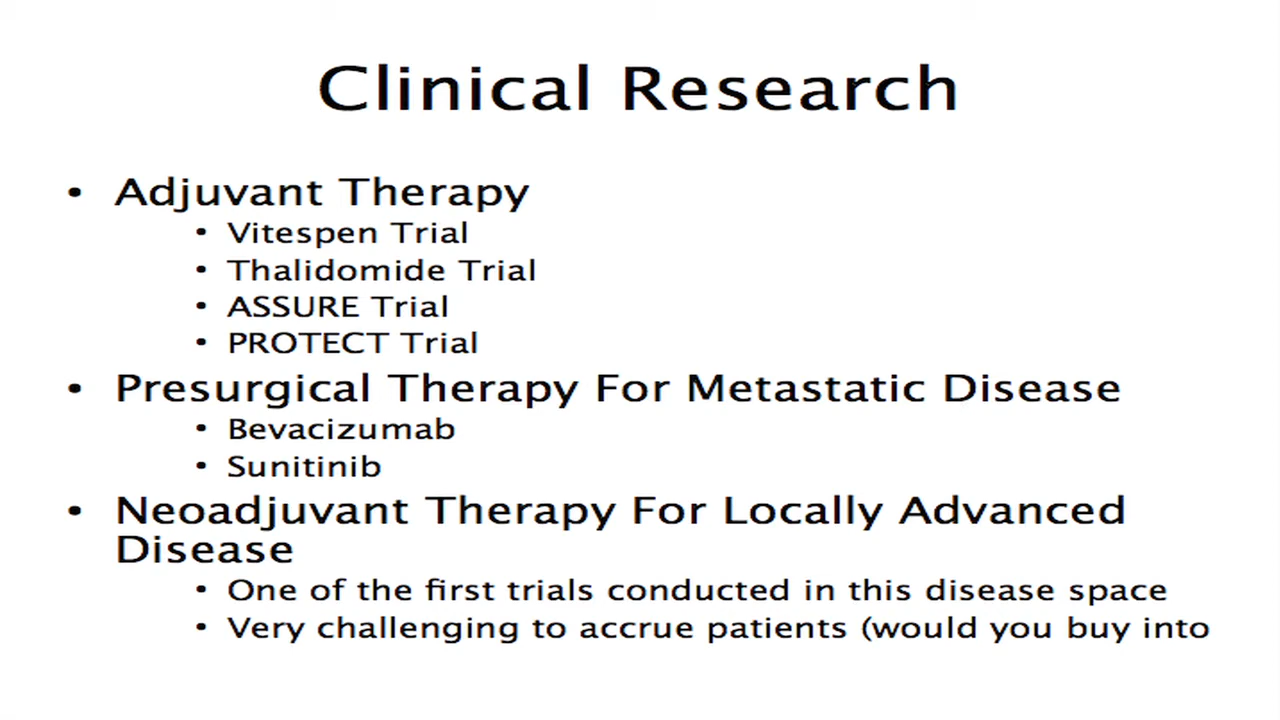 Clinical Research
• Adjuvant Therapy
• Vitespen Trial
• Thalidomide Trial
• ASSURE Trial
• PROTECT Trial
• Presurgical Therapy For Metastatic Disease
• Bevacizumab
• Sunitinib
• Neoadjuvant Therapy For Locally Advanced
Disease
• One of the first trials conducted in this disease space
• Very challenging to accrue patients (would you buy into